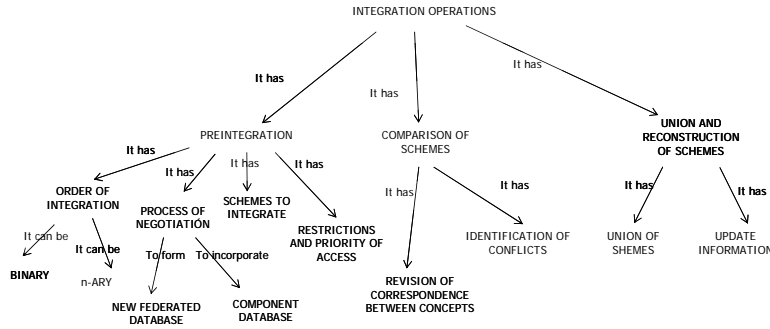 INTEGRATION OPERATIONS
It has
It has
It has
PREINTEGRATION
COMPARISON OF
SCHEMES
UNION AND
RECONSTRUCTION
OF SCHEMES
It has
It has
It has
It has
It has
It has
It has
It has
ORDER OF
INTEGRATION
PROCESS OF
NEGOTIATION
SCHEMES TO
INTEGRATE
RESTRICTIONS
AND PRIORITY OF
ACCESS
IDENTIFICATION OF
CONFLICTS
UNION OF
SHEMES
UPDATE
INFORMATION
It can be
It can be
To form
To incorporate
BINARY
n-ARY
REVISION OF
CORRESPONDENCE
BETWEEN CONCEPTS
NEW FEDERATED
DATABASE
COMPONENT
DATABASE